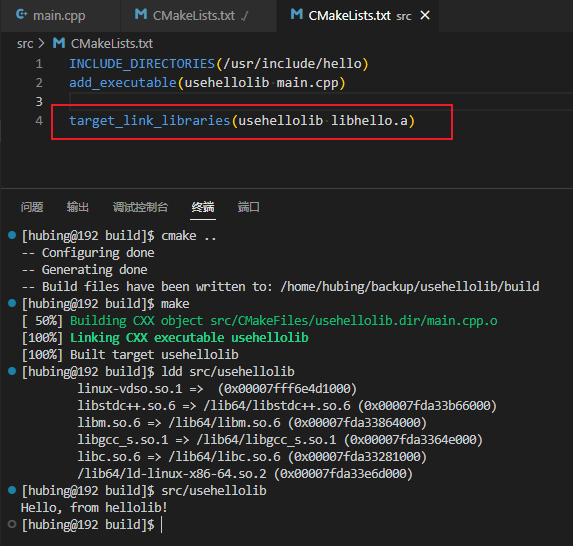 main.cpp
CMakeLists.txt ./
CMakeLists.txt src
src > CMakeLists.txt
1 INCLUDE_DIRECTORIES(/usr/include/hello)
2 add_executable(usehellolib main.cpp)
3
4 target_link_libraries(usehellolib libhello.a)
问题 输出 调试控制台 终端 端口
[hubing@192 build]$ cmake ..
-- Configuring done
-- Generating done
-- Build files have been written to: /home/hubing/backup/usehellolib/build
[hubing@192 build]$ make
[ 50%] Building CXX object src/CMakeFiles/usehellolib.dir/main.cpp.o
[100%] Linking CXX executable usehellolib
[100%] Built target usehellolib
[hubing@192 build]$ ldd src/usehellolib
linux-vdso.so.1 =>  (0x00007fff6e4d1000)
libstdc++.so.6 => /lib64/libstdc++.so.6 (0x00007fda33b66000)
libm.so.6 => /lib64/libm.so.6 (0x00007fda33864000)
libgcc_s.so.1 => /lib64/libgcc_s.so.1 (0x00007fda3364e000)
libc.so.6 => /lib64/libc.so.6 (0x00007fda33281000)
/lib64/ld-linux-x86-64.so.2 (0x00007fda33e6d000)
[hubing@192 build]$ src/usehellolib
Hello, from hellolib!
[hubing@192 build]$